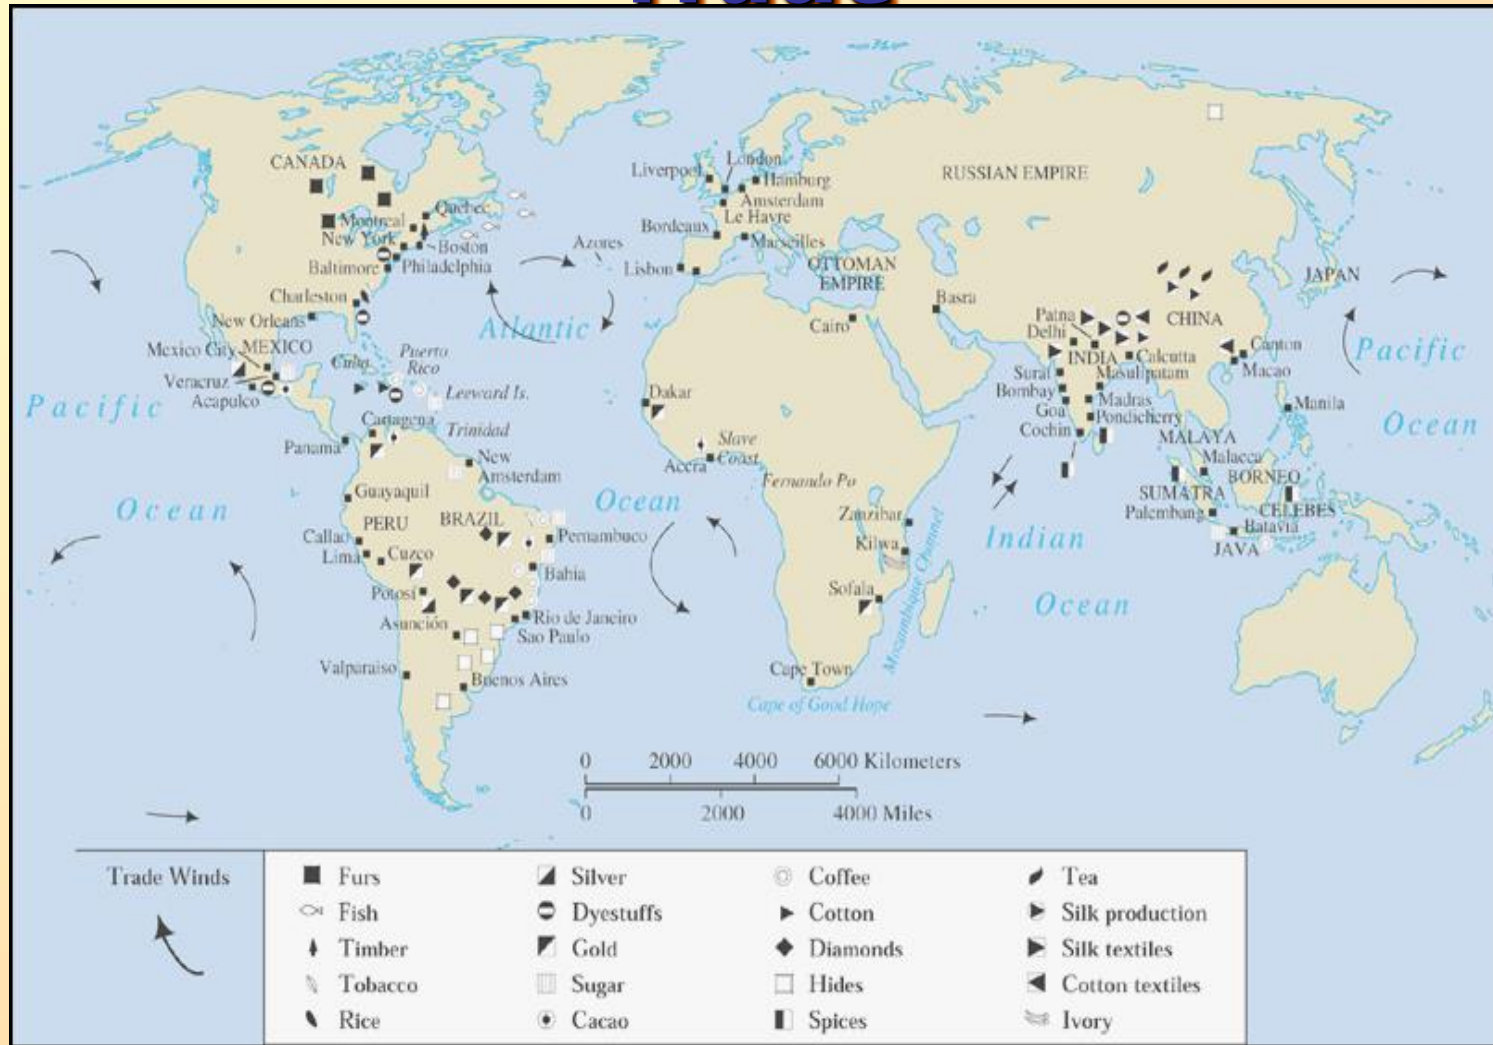 CANADA
Quebec
Montreal
New York
Boston
Philadelphia
Baltimore
Charleston
New Orleans
Mexico City
MEXICO
Veracruz
Acapulco
Cuba
Puerto
Rico
Leeward Is.
Cartagena
Trinidad
Panama
New
Amsterdam
Guayaquil
PERU
BRAZIL
Pernambuco
Callao
Lima
Cuzco
Bahia
Potosí
Rio de Janeiro
Asunción
Sao Paulo
Valparaiso
Buenos Aires
Pacific
Ocean
Atlantic
Ocean
Azores
Liverpool
London
Hamburg
Amsterdam
Le Havre
Bordeaux
Marseilles
Lisbon
OTTOMAN
EMPIRE
RUSSIAN EMPIRE
Cairo
Basra
Dakar
Accra
Slave
Coast
Fernando Po
Zanzibar
Kilwa
Sofala
Mozambique Channel
Cape Town
Cape of Good Hope
Patna
Delhi
INDIA
Calcutta
Surat
Masulipatam
Bombay
Madras
Goa
Pondicherry
Cochin
CHINA
Canton
Macao
JAPAN
Manila
MALAYA
Malacca
BORNEO
SUMATRA
Palembang
CELEBES
Batavia
JAVA
Indian
Ocean
Pacific
Ocean
0 2000 4000 6000 Kilometers
0 2000 4000 Miles
Trade Winds
Furs
Fish
Timber
Tobacco
Rice
Silver
Dyestuffs
Gold
Sugar
Cacao
Coffee
Cotton
Diamonds
Hides
Spices
Tea
Silk production
Silk textiles
Cotton textiles
Ivory